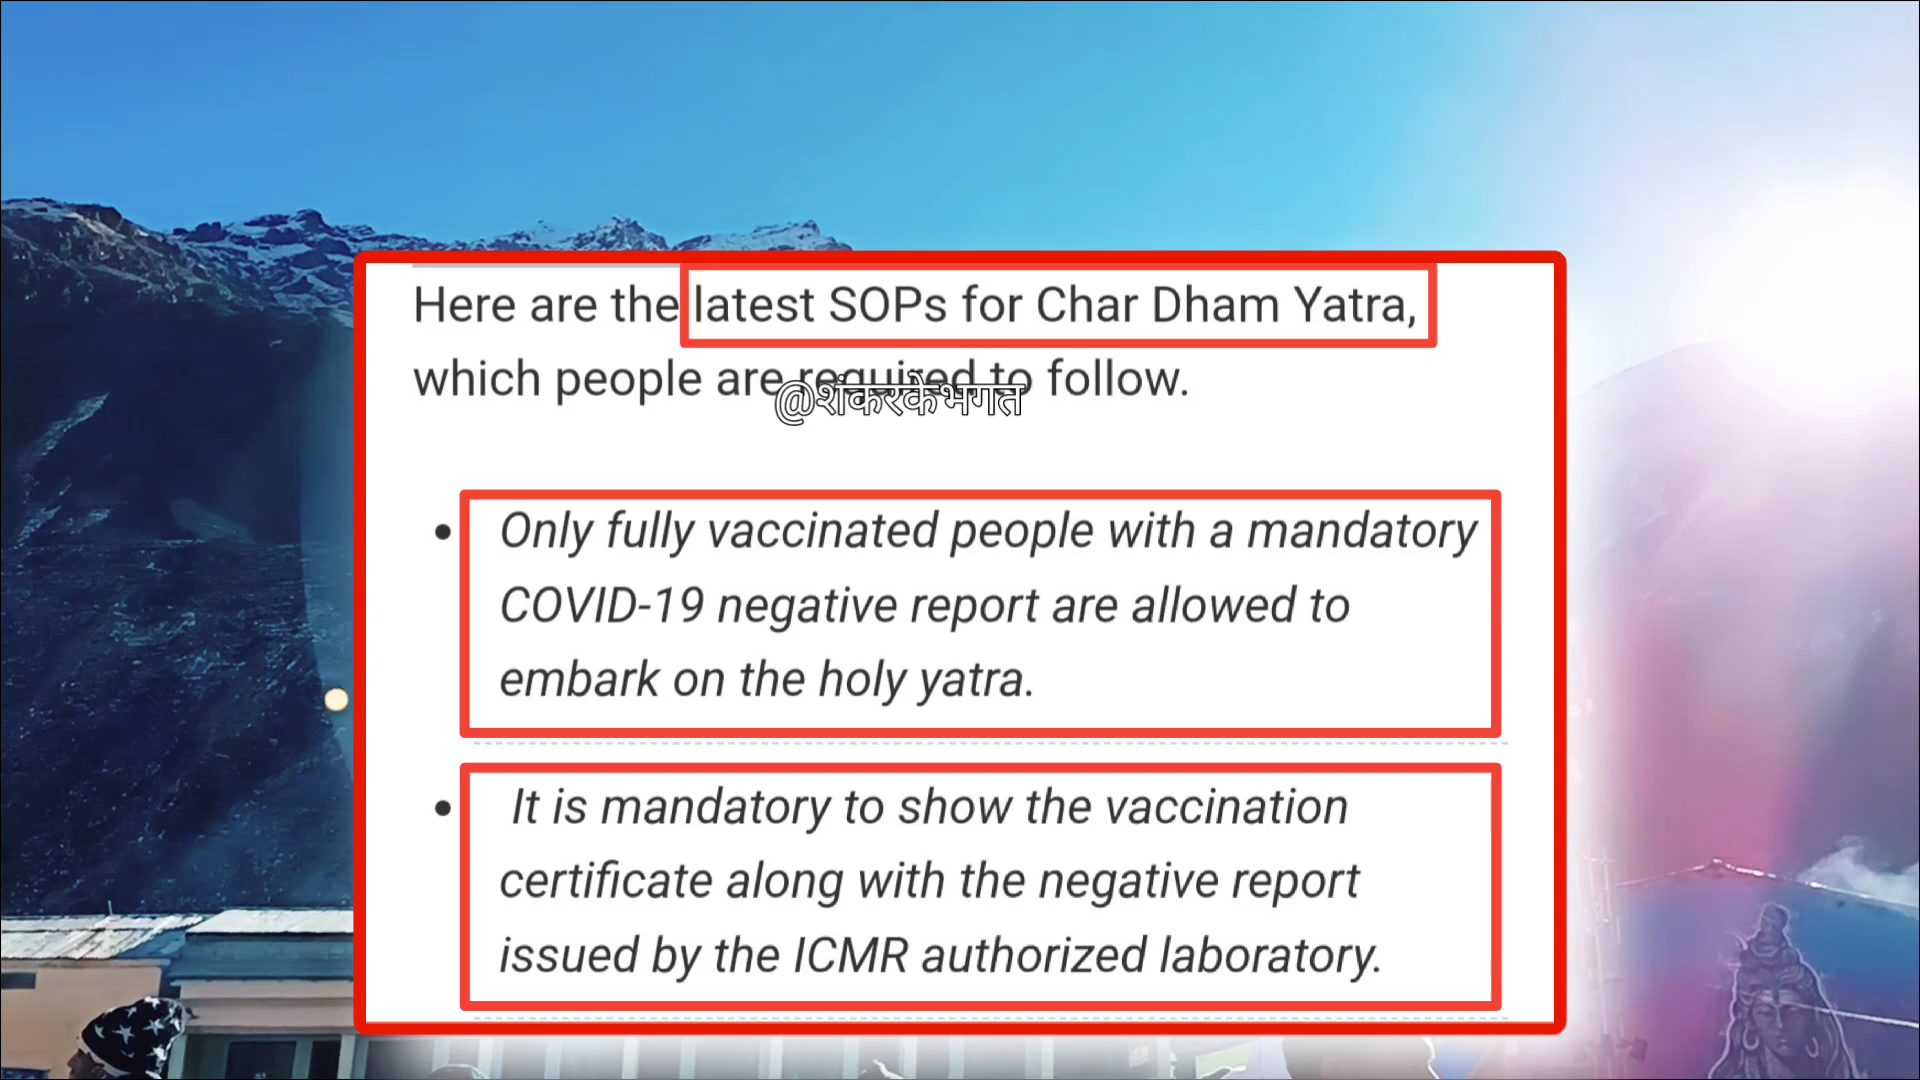 Here are the latest SOPs for Char Dham Yatra,
which people are required to follow.
@शंकरकेभगत
• Only fully vaccinated people with a mandatory
COVID-19 negative report are allowed to
embark on the holy yatra.
• It is mandatory to show the vaccination
certificate along with the negative report
issued by the ICMR authorized laboratory.